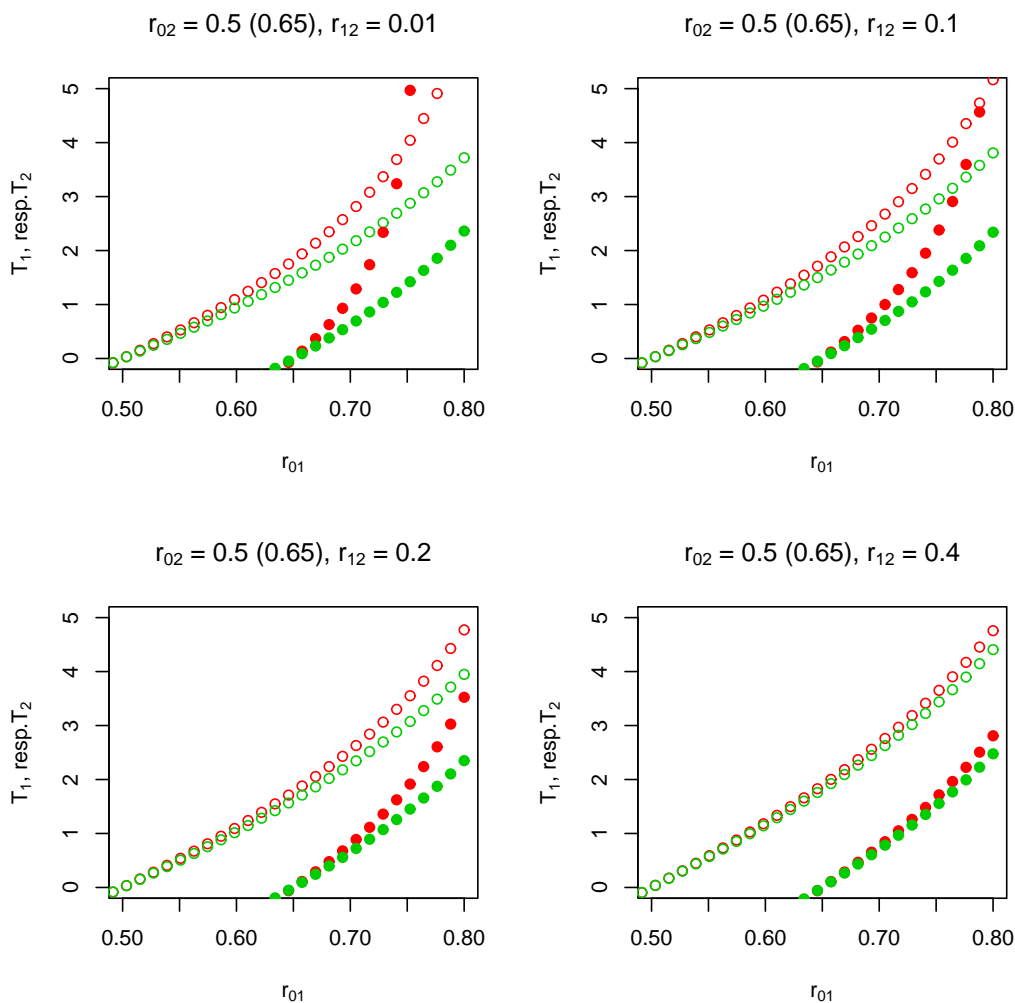 r₀₂ = 0.5 (0.65), r₁₂ = 0.01
5
4
3
2
1
0
T₁, resp.T₂
0.50 0.60 0.70 0.80
r₀₁
r₀₂ = 0.5 (0.65), r₁₂ = 0.1
5
4
3
2
1
0
T₁, resp.T₂
0.50 0.60 0.70 0.80
r₀₁
r₀₂ = 0.5 (0.65), r₁₂ = 0.2
5
4
3
2
1
0
T₁, resp.T₂
0.50 0.60 0.70 0.80
r₀₁
r₀₂ = 0.5 (0.65), r₁₂ = 0.4
5
4
3
2
1
0
T₁, resp.T₂
0.50 0.60 0.70 0.80
r₀₁